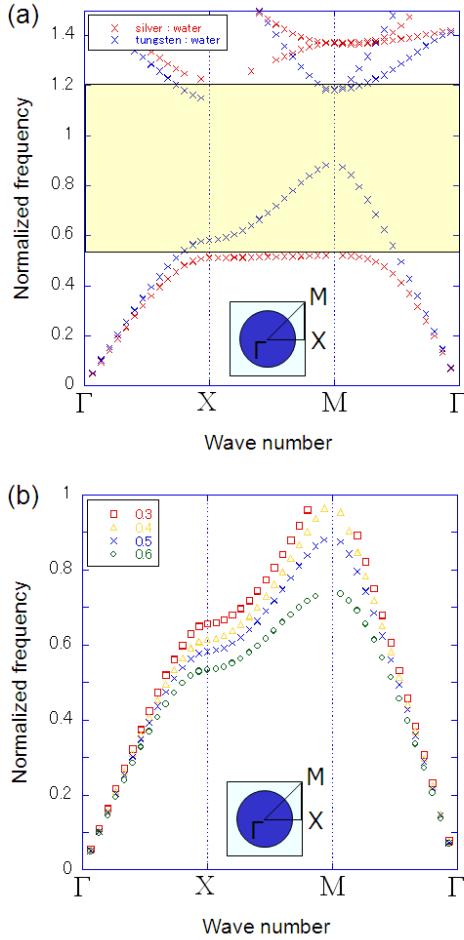 (a)
silver : water
tungsten : water
1.4
1.2
1
0.8
0.6
0.4
0.2
0
Normalized frequency
M
X
Γ
Γ X M Γ
Wave number
(b)
0.3
0.4
0.5
0.6
1
0.8
0.6
0.4
0.2
0
Normalized frequency
M
X
Γ
Γ X M Γ
Wave number